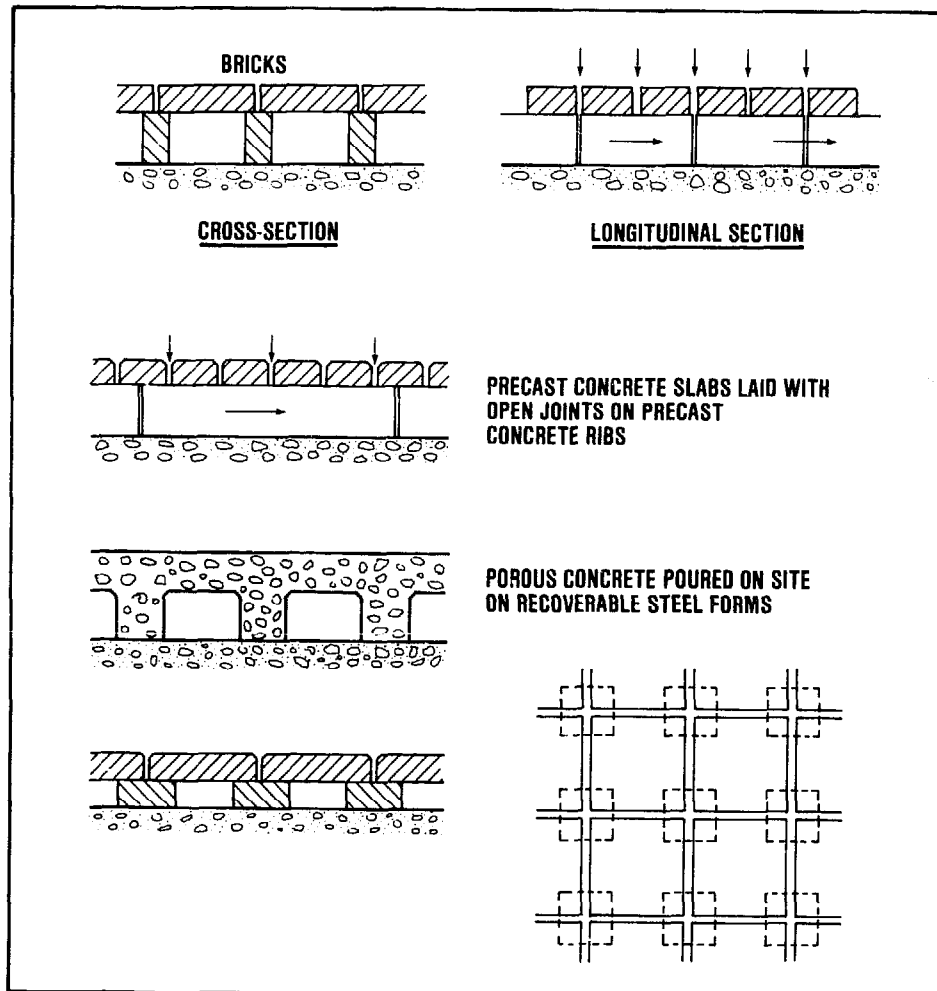 BRICKS
CROSS-SECTION
LONGITUDINAL SECTION
PRECAST CONCRETE SLABS LAID WITH
OPEN JOINTS ON PRECAST
CONCRETE RIBS
POROUS CONCRETE POURED ON SITE
ON RECOVERABLE STEEL FORMS